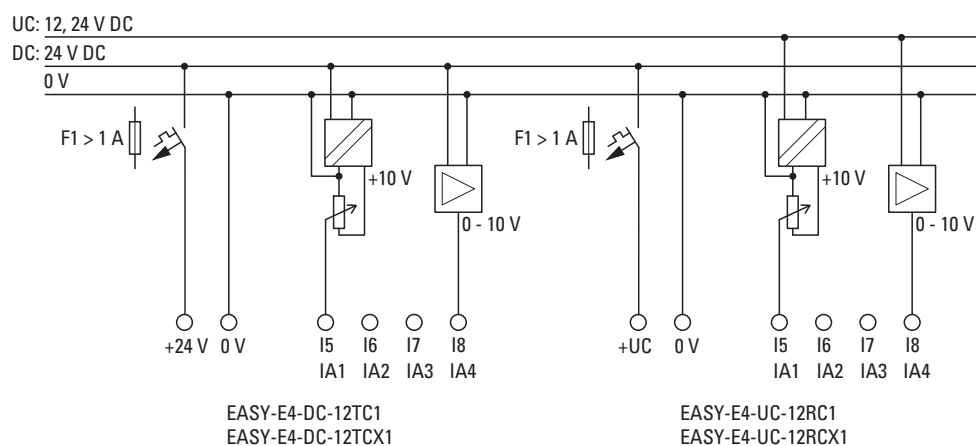 UC: 12, 24 V DC
DC: 24 V DC
0 V
F1 > 1 A
+10 V
0 - 10 V
F1 > 1 A
+10 V
0 - 10 V
+24 V 0 V I5 I6 I7 I8
IA1 IA2 IA3 IA4
+UC 0 V I5 I6 I7 I8
IA1 IA2 IA3 IA4
EASY-E4-DC-12TC1
EASY-E4-DC-12TCX1
EASY-E4-UC-12RC1
EASY-E4-UC-12RCX1